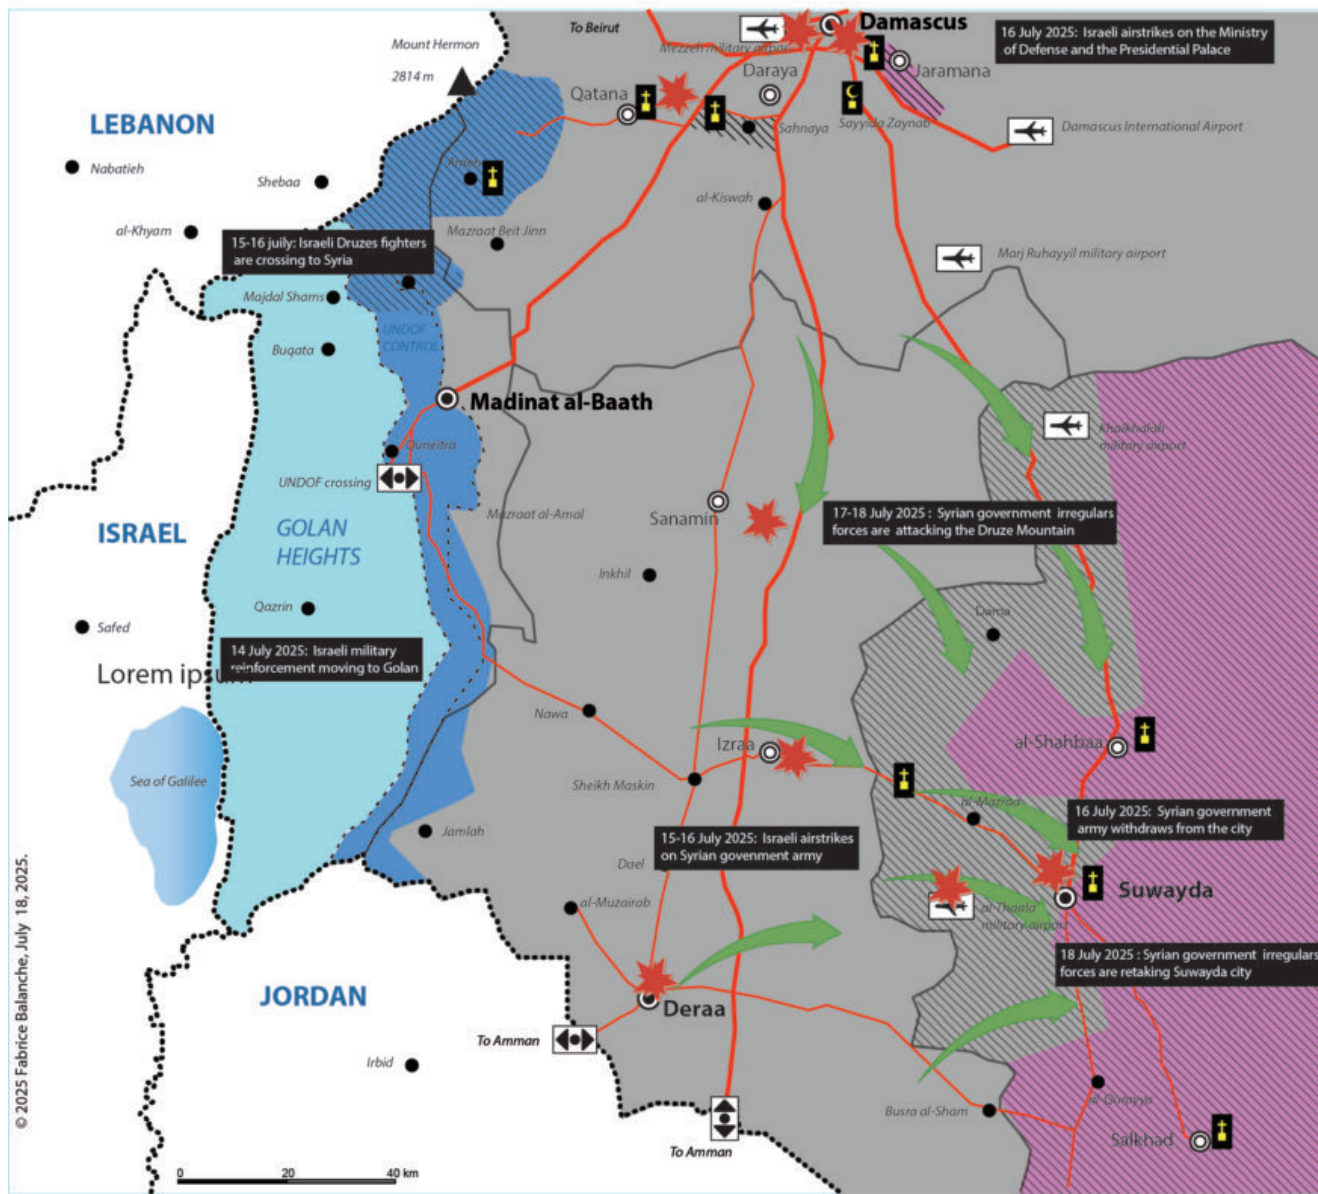 To Beirut
Damascus
16 July 2025: Israeli airstrikes on the Ministry
of Defense and the Presidential Palace
Mount Hermon
2814 m
Mezzeh military airport
Daraya
Jaramana
Qatana
LEBANON
Sahnaya
Sayyida Zaynab
Damascus International Airport
Nabatieh
Shebaa
Arneh
al-Kiswah
al-Khyam
15-16 juily: Israeli Druzes fighters
are crossing to Syria
Mazraat Beit Jinn
Marj Ruhayyil military airport
Majdal Shams
UNDOF
CONTROL
Buqata
Madinat al-Baath
Khalkhalah
military airport
Quneitra
UNDOF crossing
Mazraat al-Amal
Sanamin
17-18 July 2025 : Syrian government irregulars
forces are attacking the Druze Mountain
ISRAEL
GOLAN
HEIGHTS
Inkhil
Qazrin
Dama
Safed
14 July 2025: Israeli military
reinforcement moving to Golan
Lorem ipsum
Nawa
Izraa
al-Shahbaa
Sea of Galilee
Sheikh Maskin
al-Mazraa
16 July 2025: Syrian government
army withdraws from the city
Jamlah
15-16 July 2025: Israeli airstrikes
on Syrian govenment army
Dael
Suwayda
al-Muzairab
al-Thaala
military airport
18 July 2025 : Syrian government irregulars
forces are retaking Suwayda city
JORDAN
Deraa
To Amman
Irbid
al-Qurayya
Busra al-Sham
Salkhad
To Amman
0 20 40 km
© 2025 Fabrice Balanche, July 18, 2025.